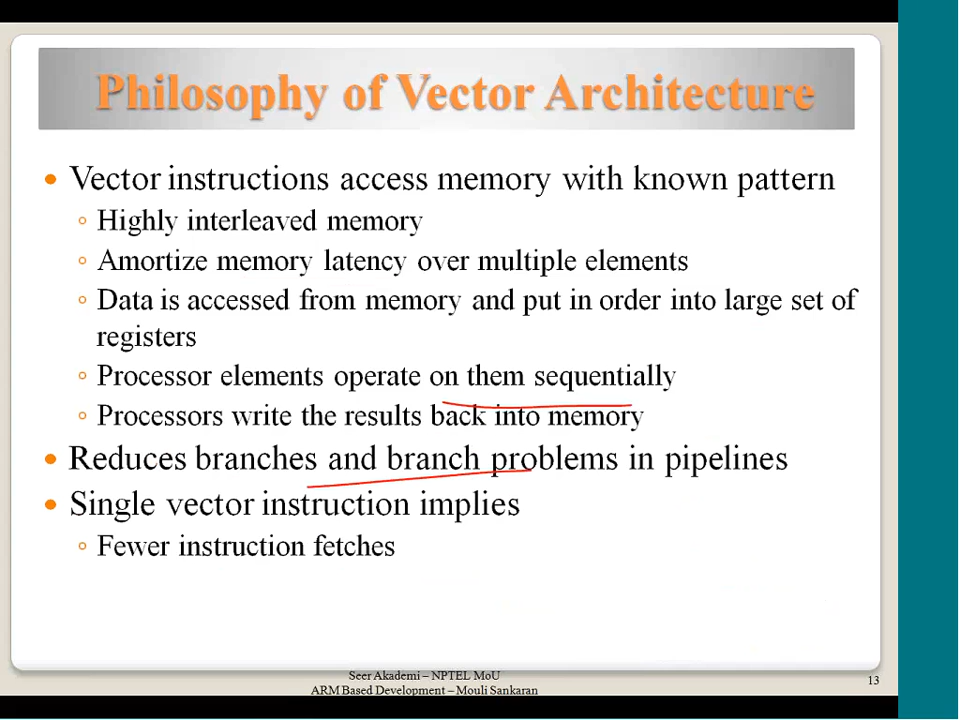 Philosophy of Vector Architecture
• Vector instructions access memory with known pattern
◦ Highly interleaved memory
◦ Amortize memory latency over multiple elements
◦ Data is accessed from memory and put in order into large set of
registers
◦ Processor elements operate on them sequentially
◦ Processors write the results back into memory
• Reduces branches and branch problems in pipelines
• Single vector instruction implies
◦ Fewer instruction fetches
Seer Akademi – NPTEL MoU
ARM Based Development – Mouli Sankaran
13